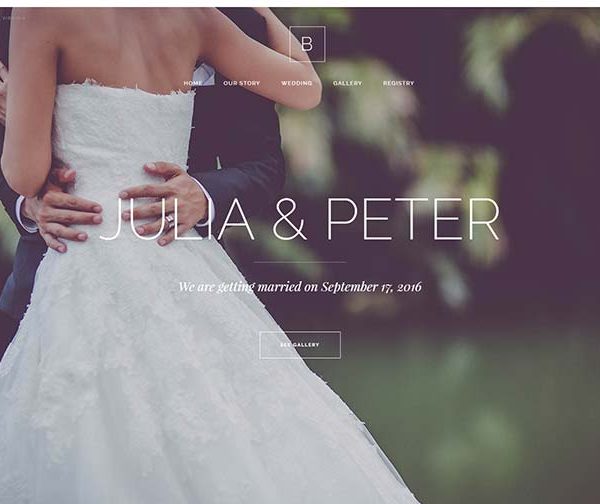 B
HOME OUR STORY WEDDING GALLERY REGISTRY
JULIA & PETER
We are getting married on September 17, 2016
SEE GALLERY